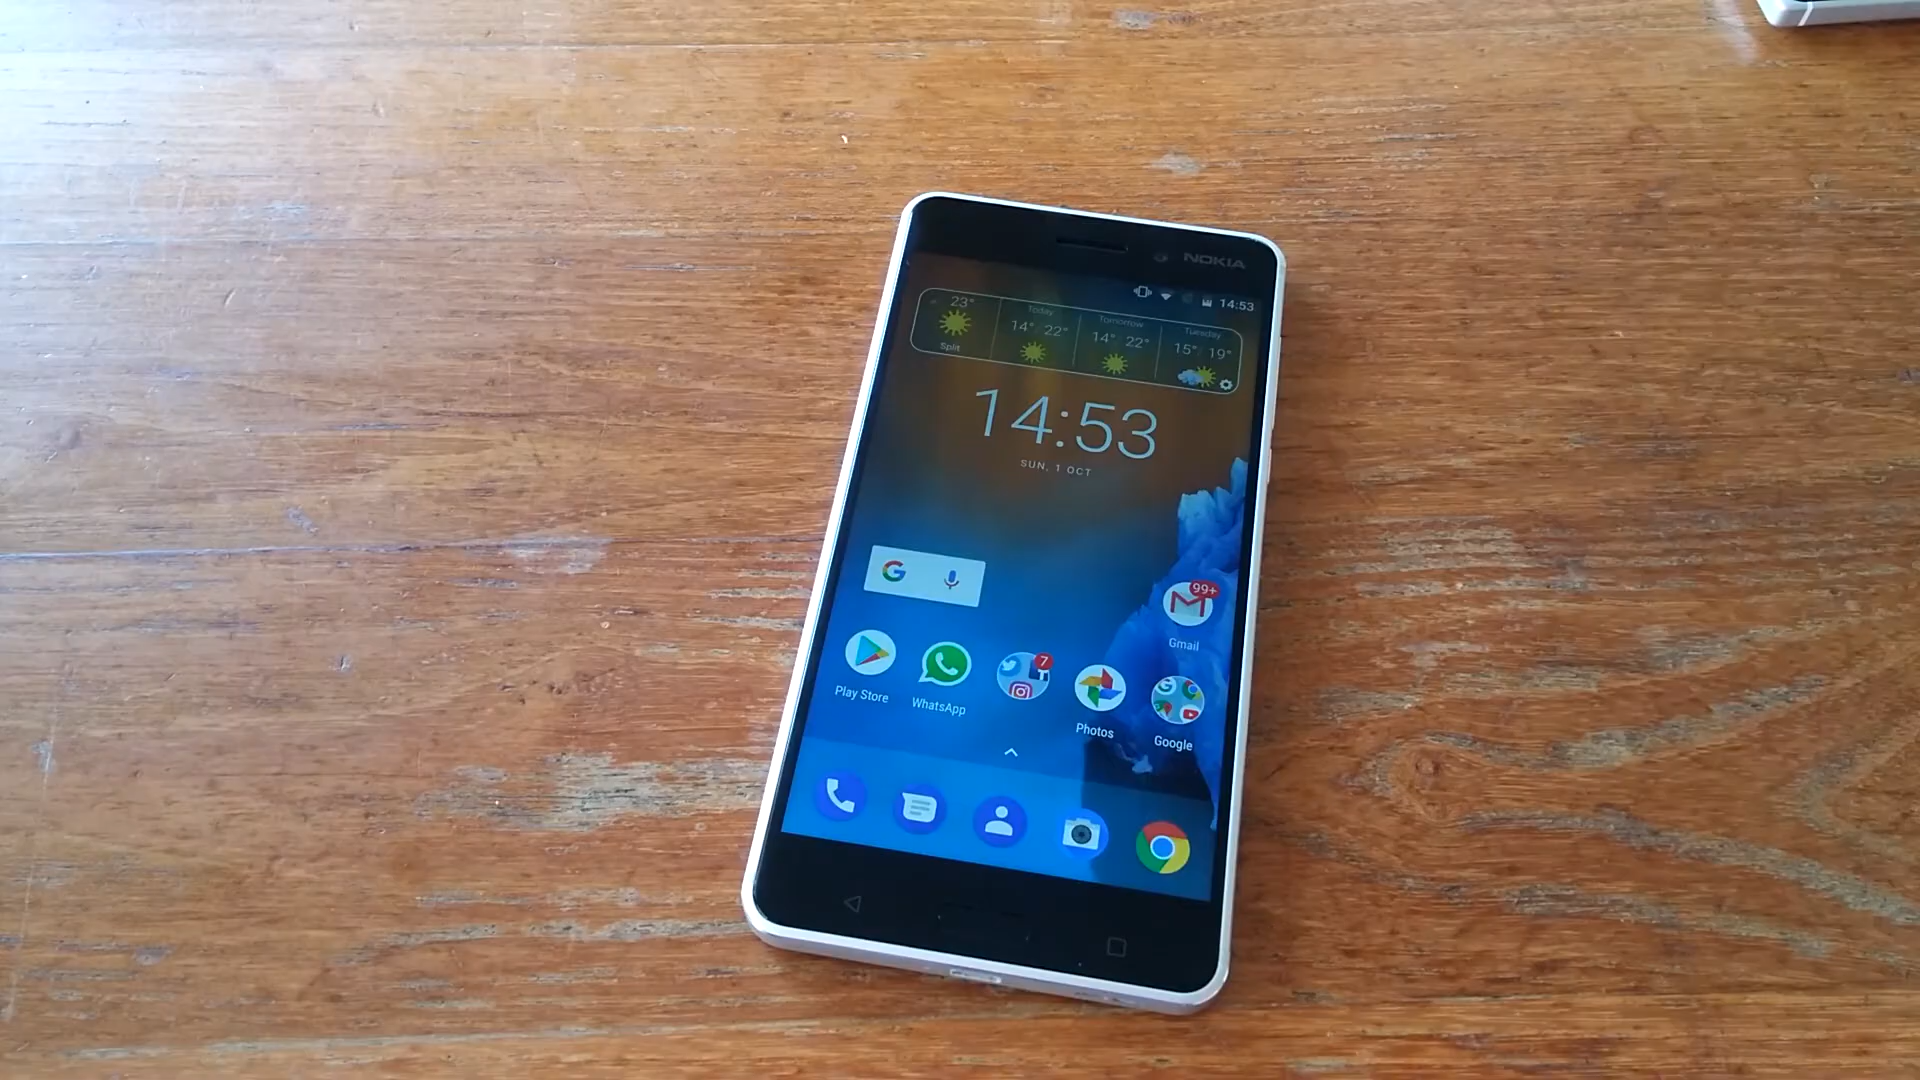 NOKIA
14:53
23°
Split
Today
14° 22°
Tomorrow
14° 22°
Tuesday
15° 19°
14:53
SUN, 1 OCT
G
99+
Gmail
Play Store
WhatsApp
7
Photos
Google